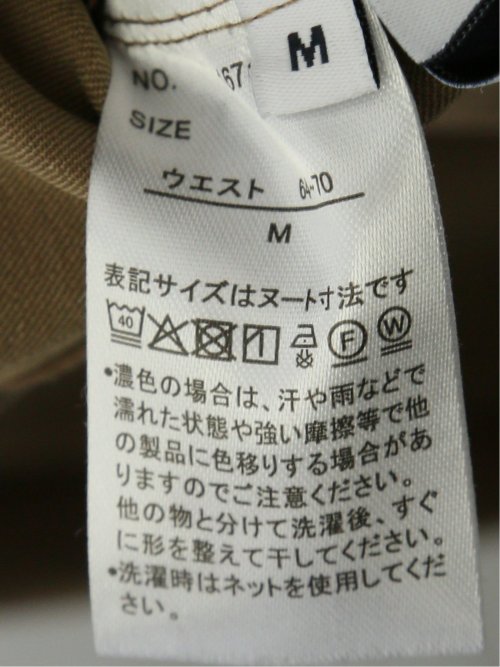 M
NO.
SIZE
ウエスト 64-70
M
表記サイズはヌード寸法です
40
F W
•濃色の場合は、汗や雨などで
濡れた状態や強い摩擦等で他
の製品に色移りする場合があ
りますのでご注意ください。
他の物と分けて洗濯後、すぐ
に形を整えて干してください。
•洗濯時はネットを使用してくだ
さい。